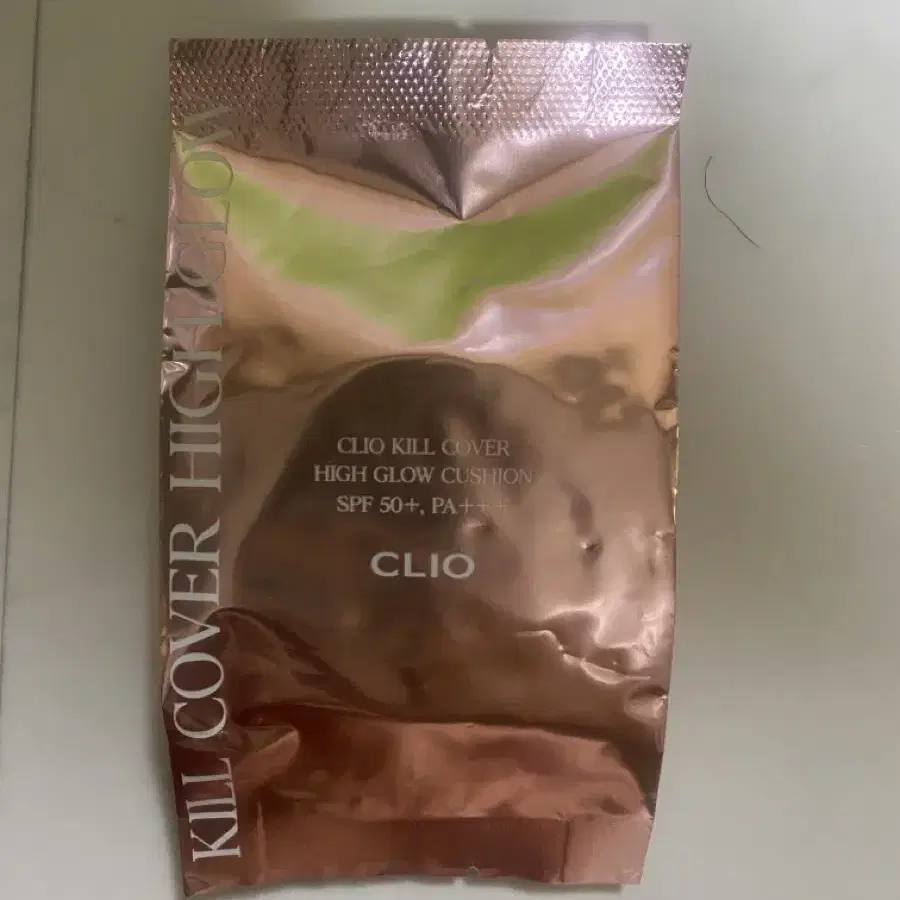 KILL COVER HIGH GLOW
CLIO KILL COVER
HIGH GLOW CUSHION
SPF 50+, PA+++
CLIO